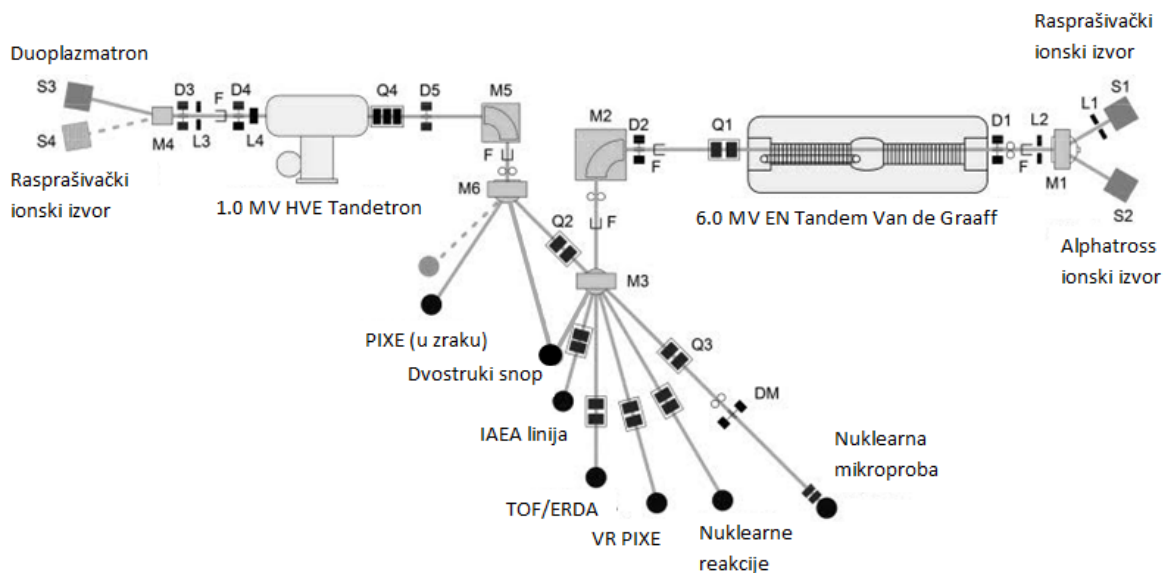 Duoplazmatron
Rasprašivački
ionski izvor
S3
D3
F
D4
Q4
D5
M5
M2
D2
Q1
D1
L2
L1
S1
S4
M4
L3
L4
F
F
F
M1
S2
Rasprašivački
ionski izvor
1.0 MV HVE Tandetron
M6
Q2
F
6.0 MV EN Tandem Van de Graaff
Alphatross
ionski izvor
M3
PIXE (u zraku)
Dvostruki snop
Q3
DM
IAEA linija
Nuklearna
mikroproba
TOF/ERDA
VR PIXE
Nuklearne
reakcije